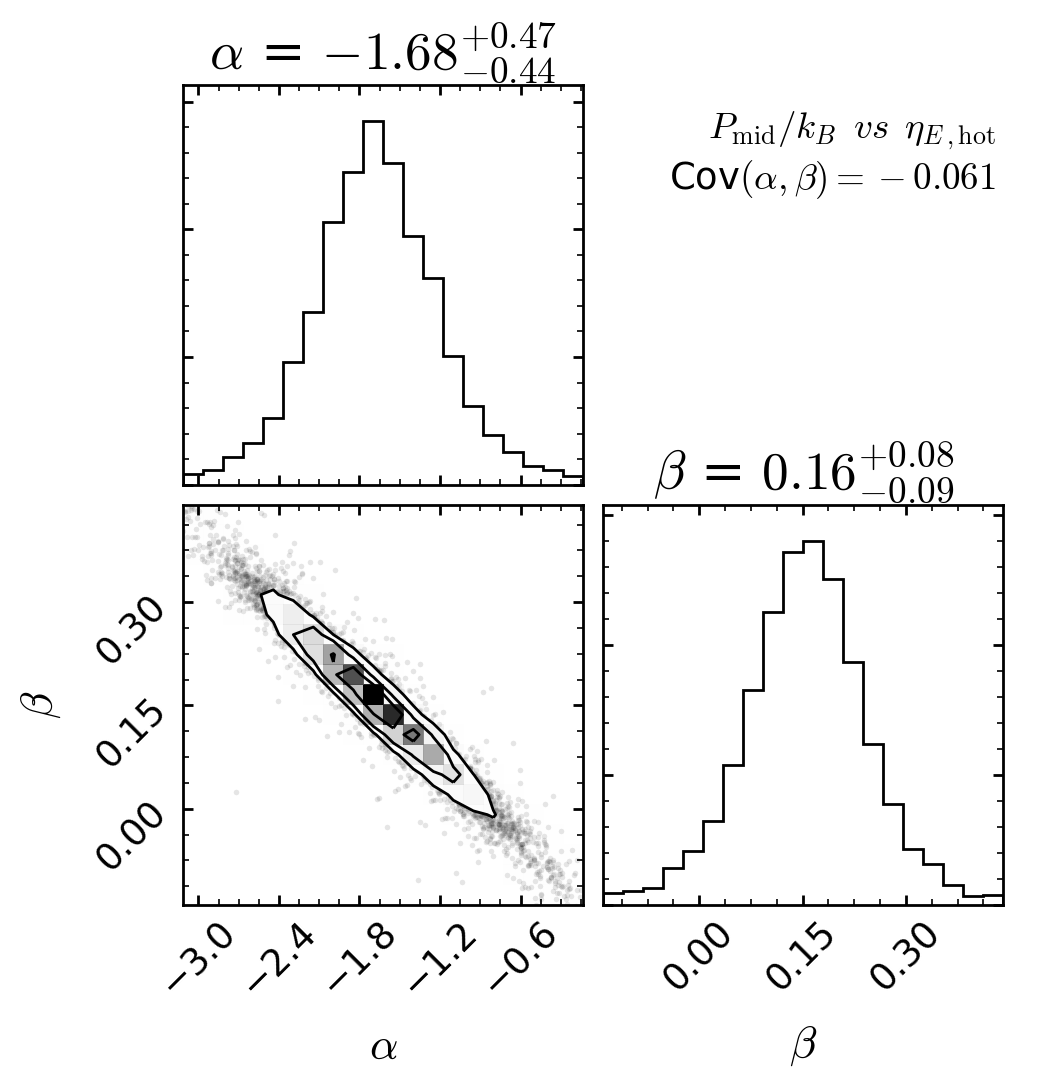 α = −1.68 +0.47 −0.44
P_mid/k_B vs η_E,hot
Cov(α, β) = − 0.061
β = 0.16 +0.08 −0.09
β
0.30
0.15
0.00
−3.0 −2.4 −1.8 −1.2 −0.6
α
0.00 0.15 0.30
β